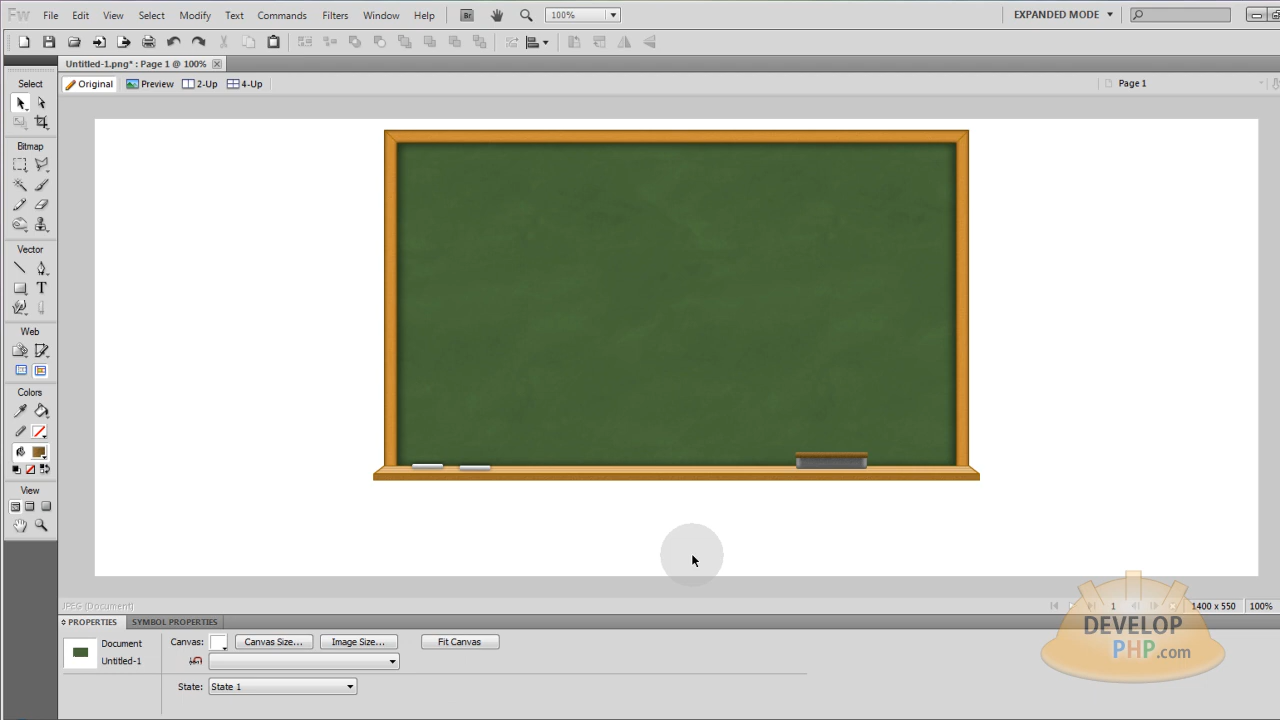 Fw File Edit View Select Modify Text Commands Filters Window Help Br 100% EXPANDED MODE
Untitled-1.png* : Page 1 @ 100%
Original Preview 2-Up 4-Up Page 1
Select
Bitmap
Vector
T
Web
Colors
View
JPEG (Document) 1 1400 x 550 100%
PROPERTIES SYMBOL PROPERTIES
Document Canvas: Canvas Size... Image Size... Fit Canvas
Untitled-1
State: State 1
DEVELOP
PHP.com